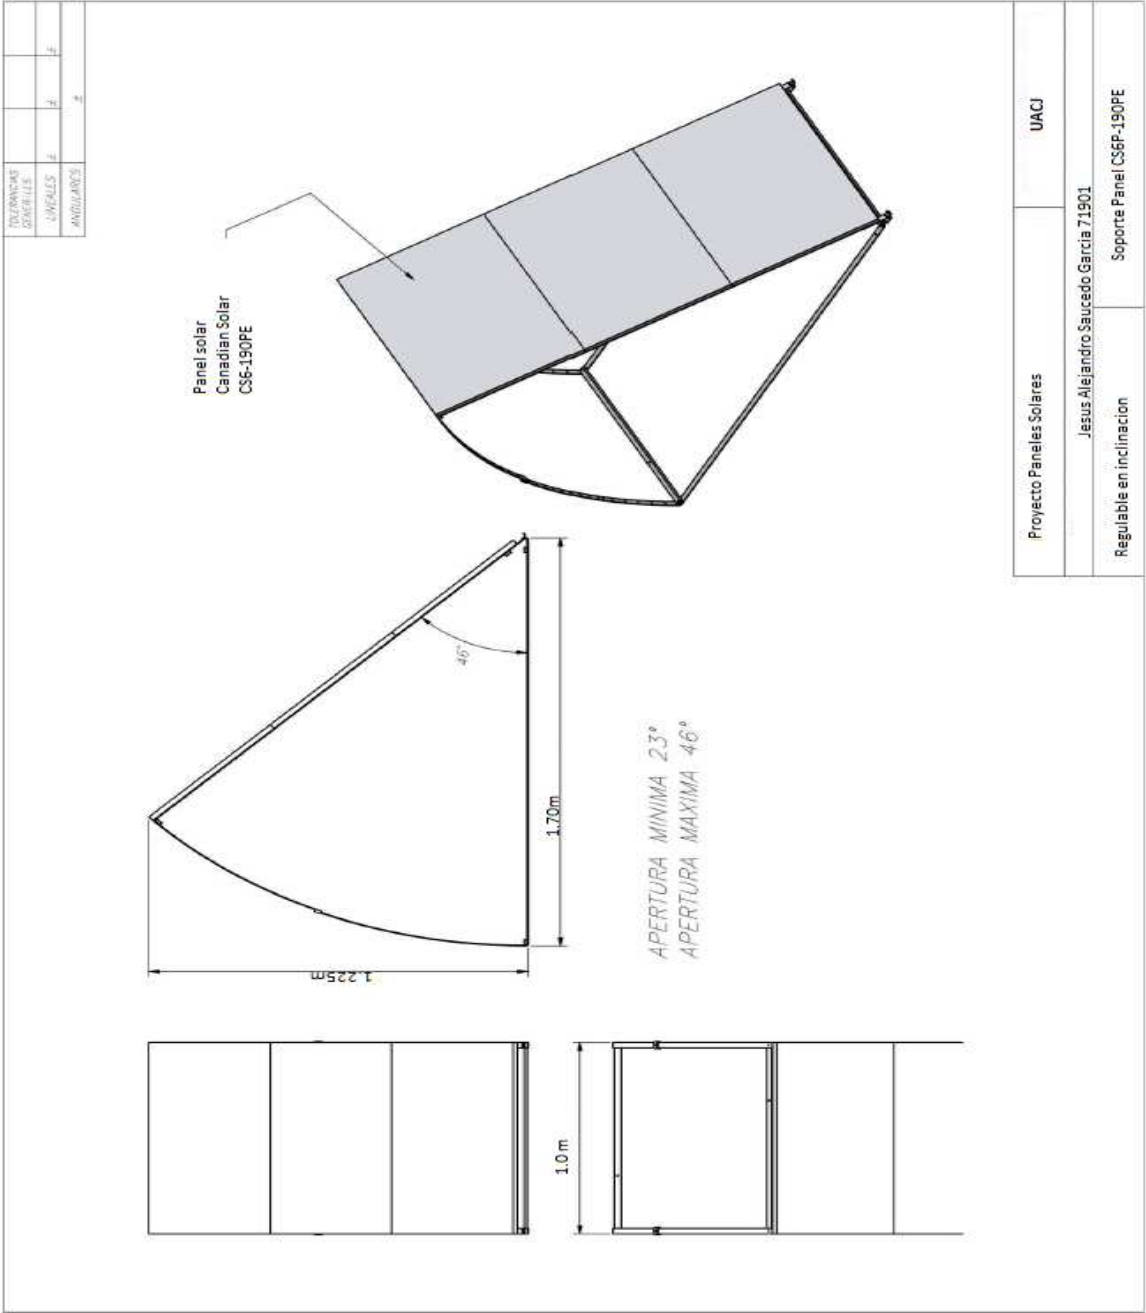 TOLERANCIAS
GENERALES
LINEALES ± ± ±
ANGULARES ±
Panel solar
Canadian Solar
CS6-190PE
46°
1.70m
1.225m
1.0 m
APERTURA MINIMA 23°
APERTURA MAXIMA 46°
Proyecto Paneles Solares
UACJ
Jesus Alejandro Saucedo Garcia 71901
Regulable en inclinacion
Soporte Panel CS6P-190PE